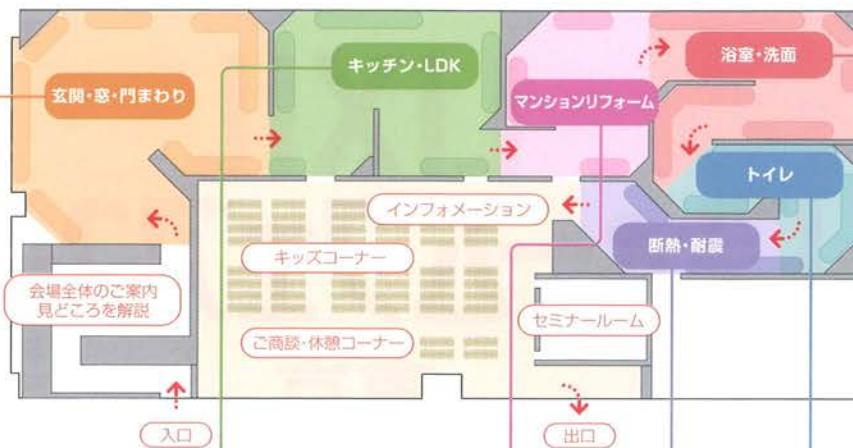 玄関・窓・門まわり
キッチン・LDK
マンションリフォーム
浴室・洗面
トイレ
断熱・耐震
インフォメーション
キッズコーナー
会場全体のご案内
見どころを解説
ご商談・休憩コーナー
セミナールーム
入口
出口